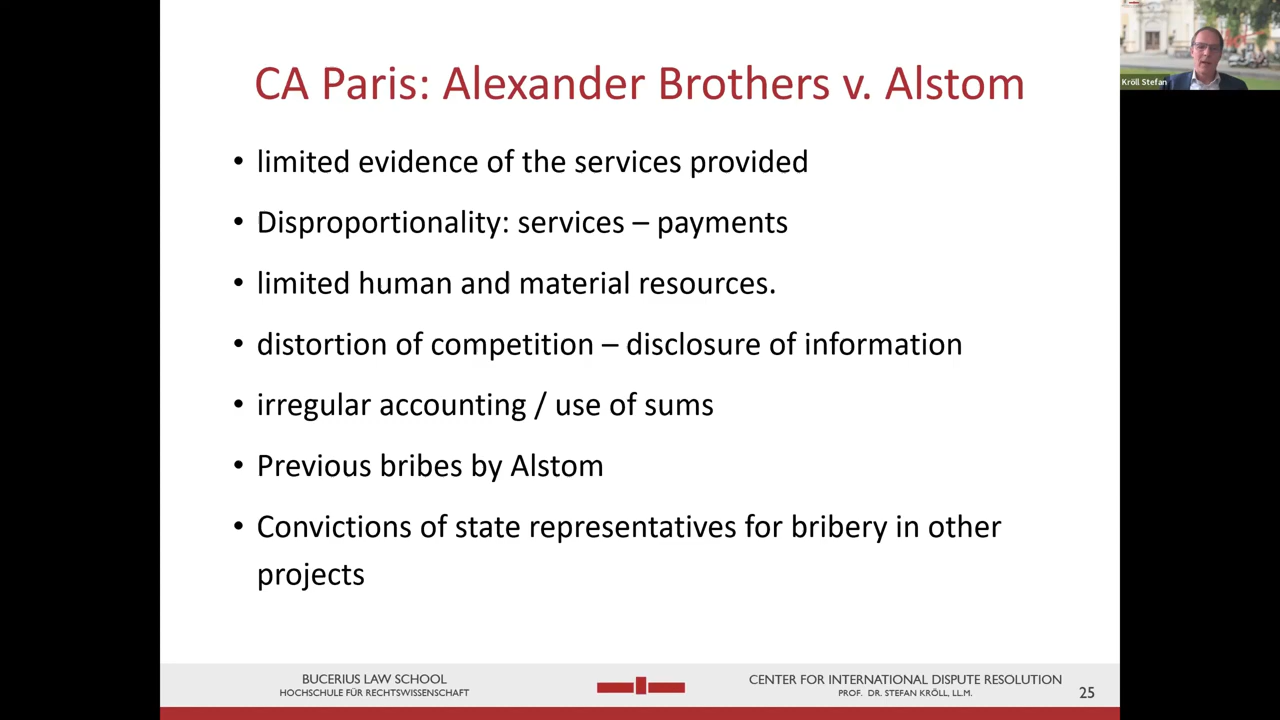 CA Paris: Alexander Brothers v. Alstom
Kröll Stefan
• limited evidence of the services provided
• Disproportionality: services – payments
• limited human and material resources.
• distortion of competition – disclosure of information
• irregular accounting / use of sums
• Previous bribes by Alstom
• Convictions of state representatives for bribery in other
projects
BUCERIUS LAW SCHOOL
HOCHSCHULE FÜR RECHTSWISSENSCHAFT
CENTER FOR INTERNATIONAL DISPUTE RESOLUTION
PROF. DR. STEFAN KRÖLL, LL.M.
25